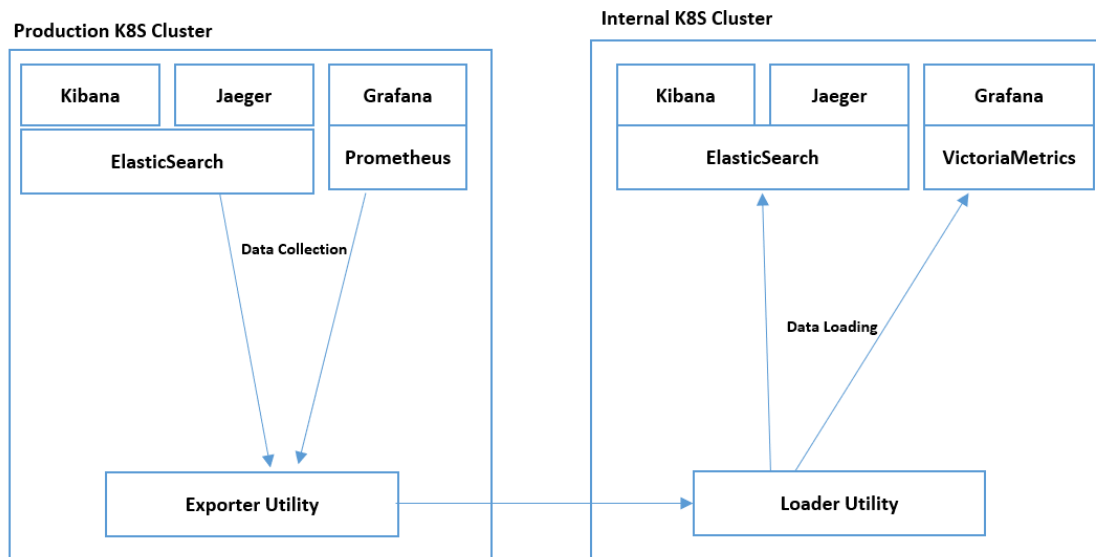 Production K8S Cluster
Internal K8S Cluster
Kibana
Jaeger
Grafana
ElasticSearch
Prometheus
Data Collection
Exporter Utility
Kibana
Jaeger
Grafana
ElasticSearch
VictoriaMetrics
Data Loading
Loader Utility